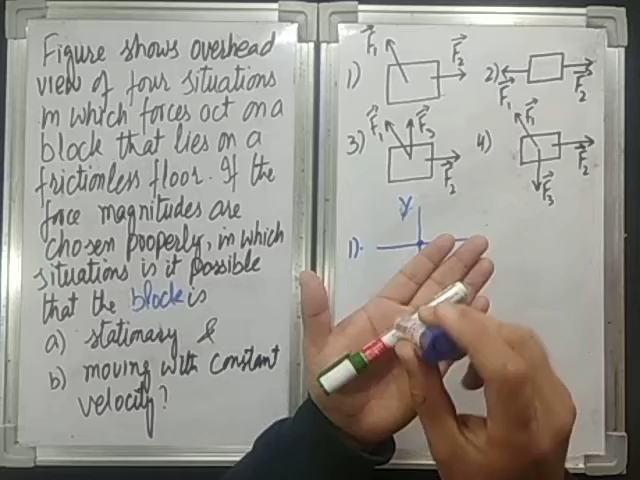 Figure shows overhead
view of four situations
in which forces act on a
block that lies on a
frictionless floor. If the
force magnitudes are
chosen pooperly, in which
situations is it possible
that the block is
a) stationary &
b) moving with constant
velocity?
1) F₁ F₂
2) F₁ F₂
3) F₁ F₃ F₂
4) F₁ F₂ F₃
y
1).